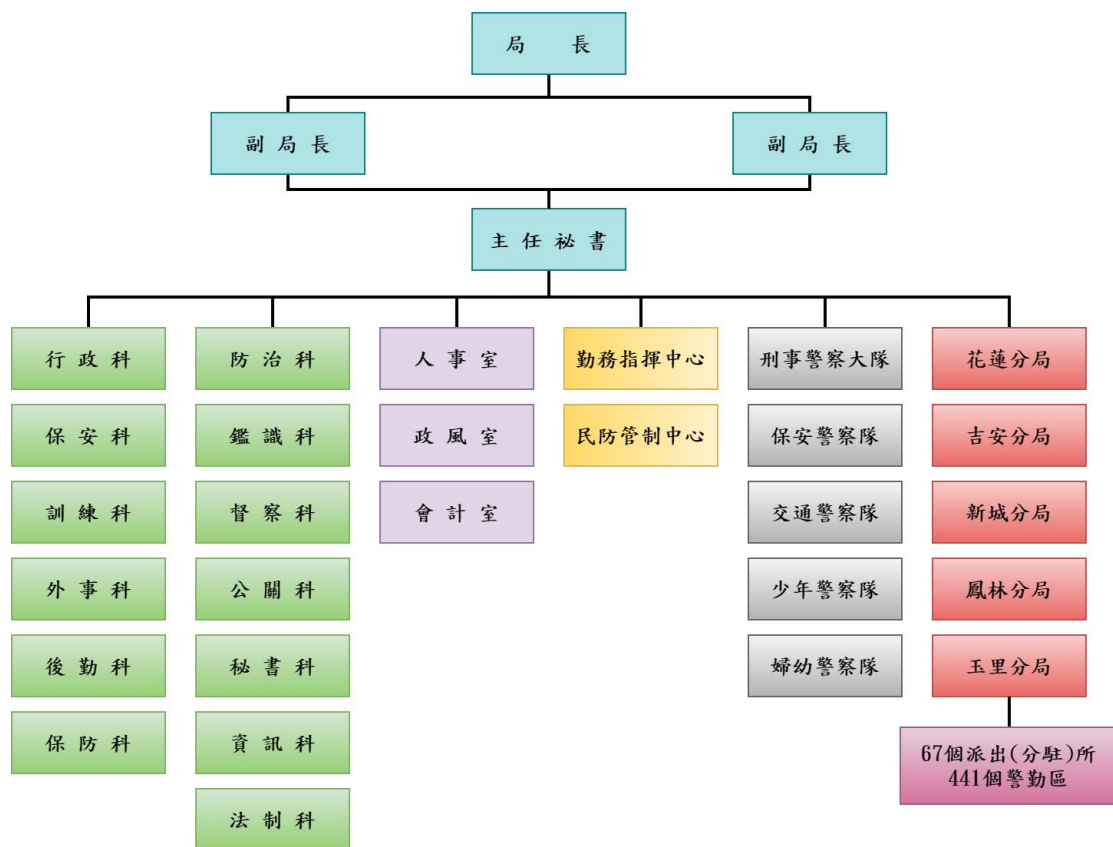 局 長
副 局 長
副 局 長
主 任 祕 書
行 政 科
保 安 科
訓 練 科
外 事 科
後 勤 科
保 防 科
防 治 科
鑑 識 科
督 察 科
公 關 科
秘 書 科
資 訊 科
法 制 科
人 事 室
政 風 室
會 計 室
勤務指揮中心
民防管制中心
刑事警察大隊
保安警察隊
交通警察隊
少年警察隊
婦幼警察隊
花蓮分局
吉安分局
新城分局
鳳林分局
玉里分局
67個派出(分駐)所
441個警勤區